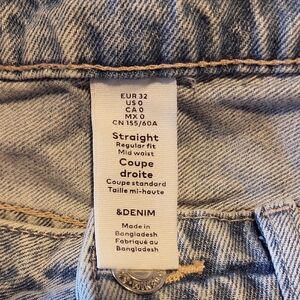 EUR 32
US 0
CA 0
MX 0
CN 155/60A
Straight
Regular fit
Mid waist
Coupe
droite
Coupe standard
Taille mi-haute
&DENIM
Made in
Bangladesh
Fabriqué au
Bangladesh